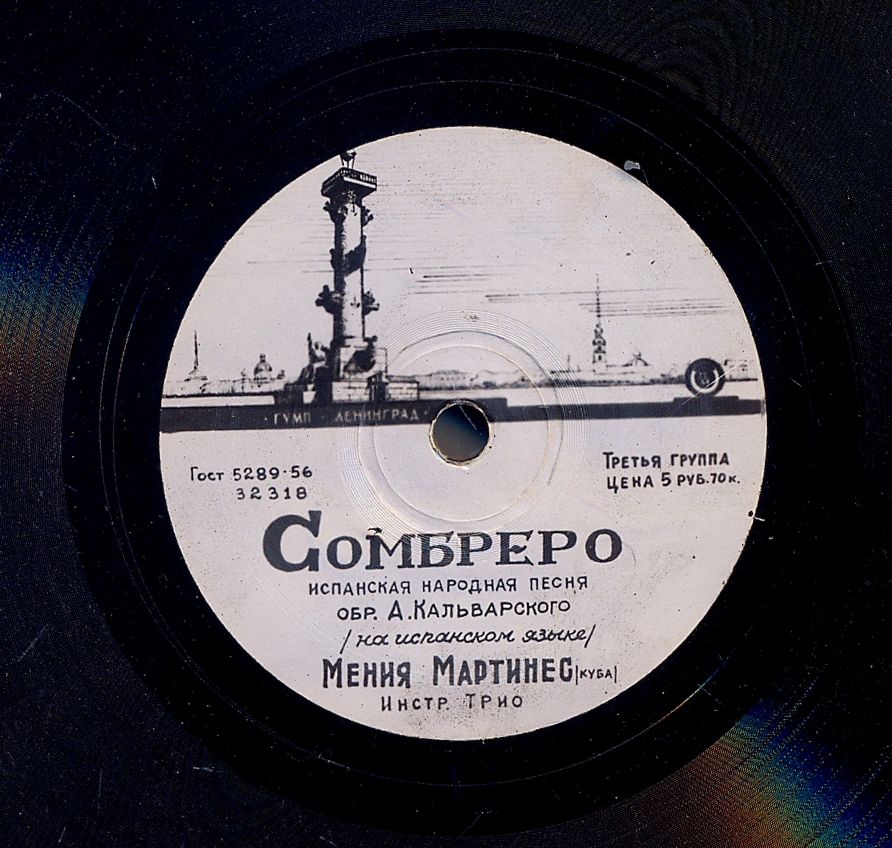 ГУМП · ЛЕНИНГРАД ·
Гост 5289-56
32318
ТРЕТЬЯ ГРУППА
ЦЕНА 5 РУБ. 70 к.
СОМБРЕРО
ИСПАНСКАЯ НАРОДНАЯ ПЕСНЯ
ОБР. А. КАЛЬВАРСКОГО
/на испанском языке/
МЕНИЯ МАРТИНЕС |КУБА|
ИНСТР. ТРИО